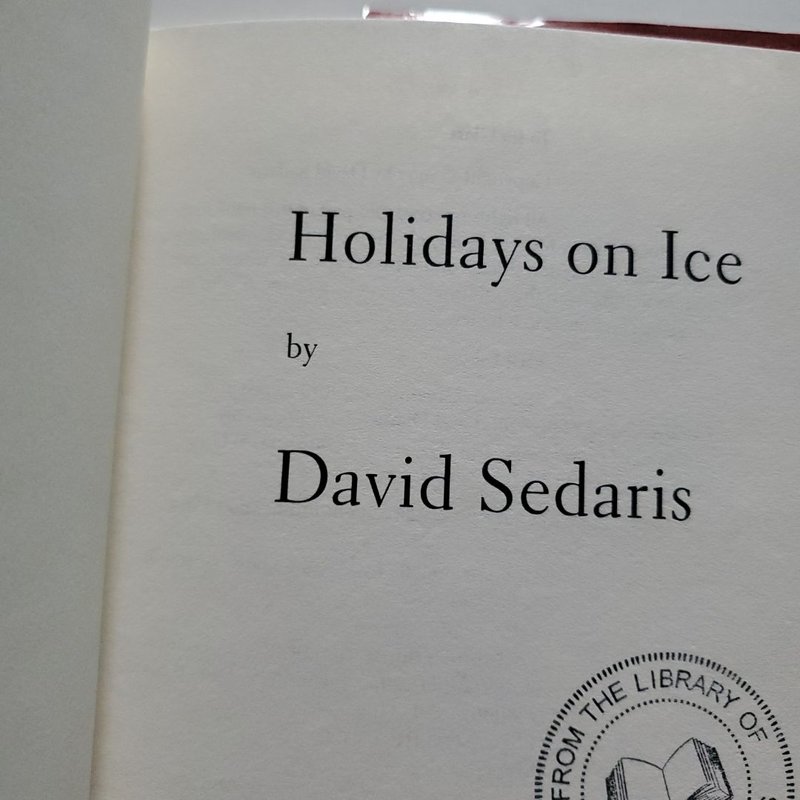 Holidays on Ice
by
David Sedaris
FROM THE LIBRARY OF